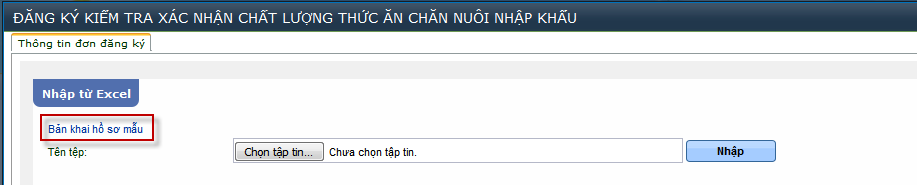 ĐĂNG KÝ KIỂM TRA XÁC NHẬN CHẤT LƯỢNG THỨC ĂN CHĂN NUÔI NHẬP KHẨU
Thông tin đơn đăng ký
Nhập từ Excel
Bản khai hồ sơ mẫu
Tên tệp: Chọn tập tin... Chưa chọn tập tin. Nhập